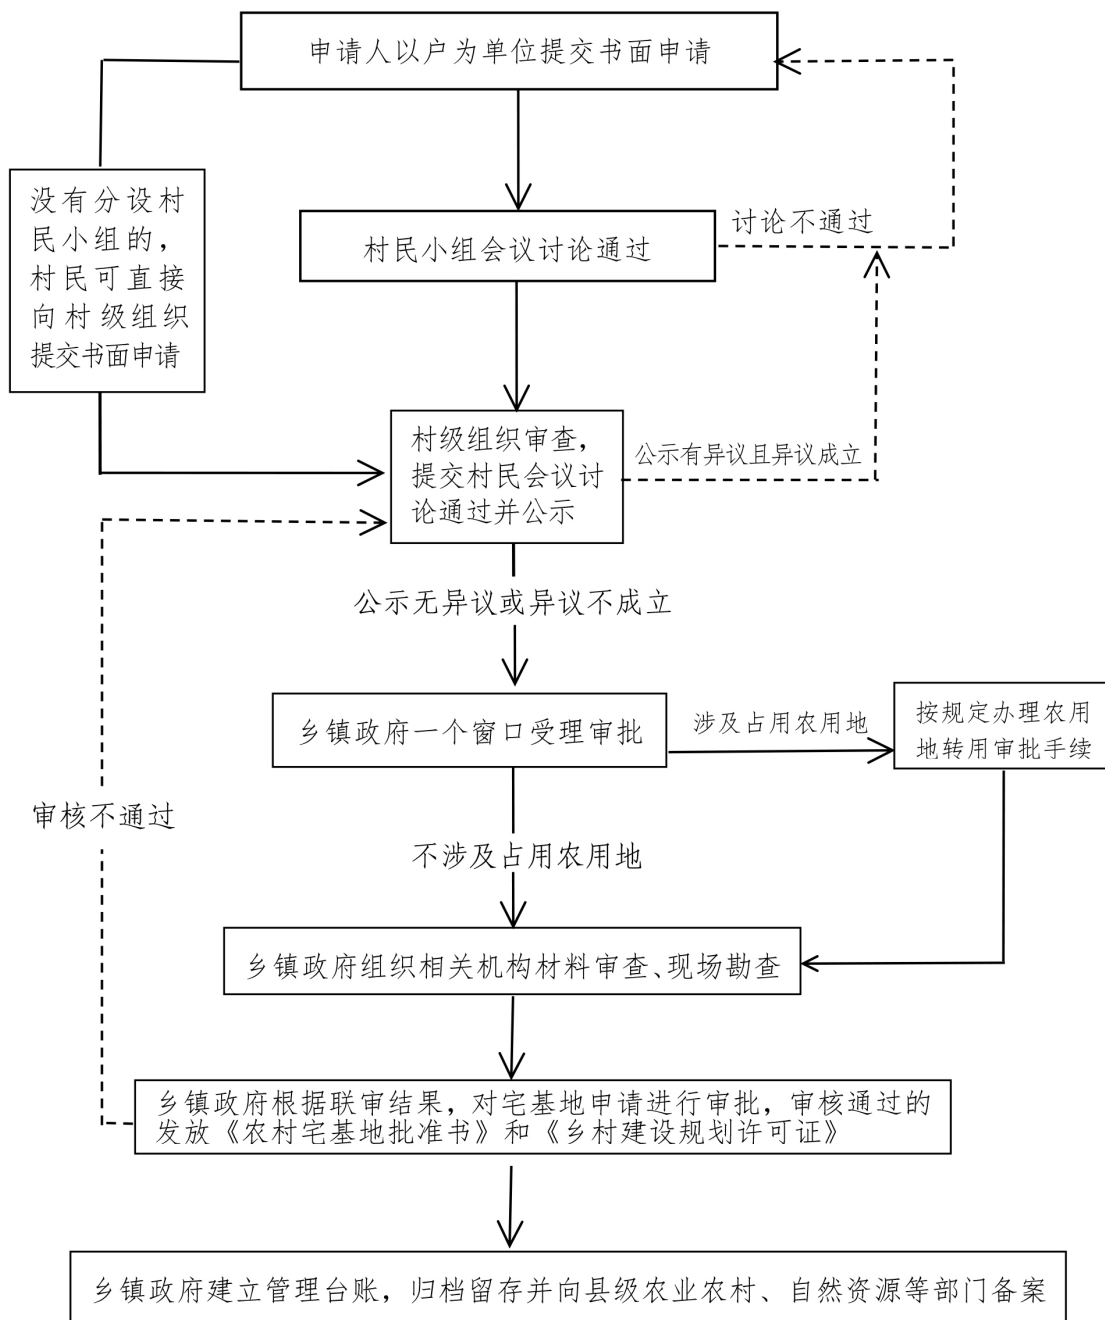 申请人以户为单位提交书面申请
没有分设村
民小组的，
村民可直接
向村级组织
提交书面申请
村民小组会议讨论通过
讨论不通过
村级组织审查，
提交村民会议讨
论通过并公示
公示有异议且异议成立
公示无异议或异议不成立
乡镇政府一个窗口受理审批
涉及占用农用地
按规定办理农用
地转用审批手续
审核不通过
不涉及占用农用地
乡镇政府组织相关机构材料审查、现场勘查
乡镇政府根据联审结果，对宅基地申请进行审批，审核通过的
发放《农村宅基地批准书》和《乡村建设规划许可证》
乡镇政府建立管理台账，归档留存并向县级农业农村、自然资源等部门备案